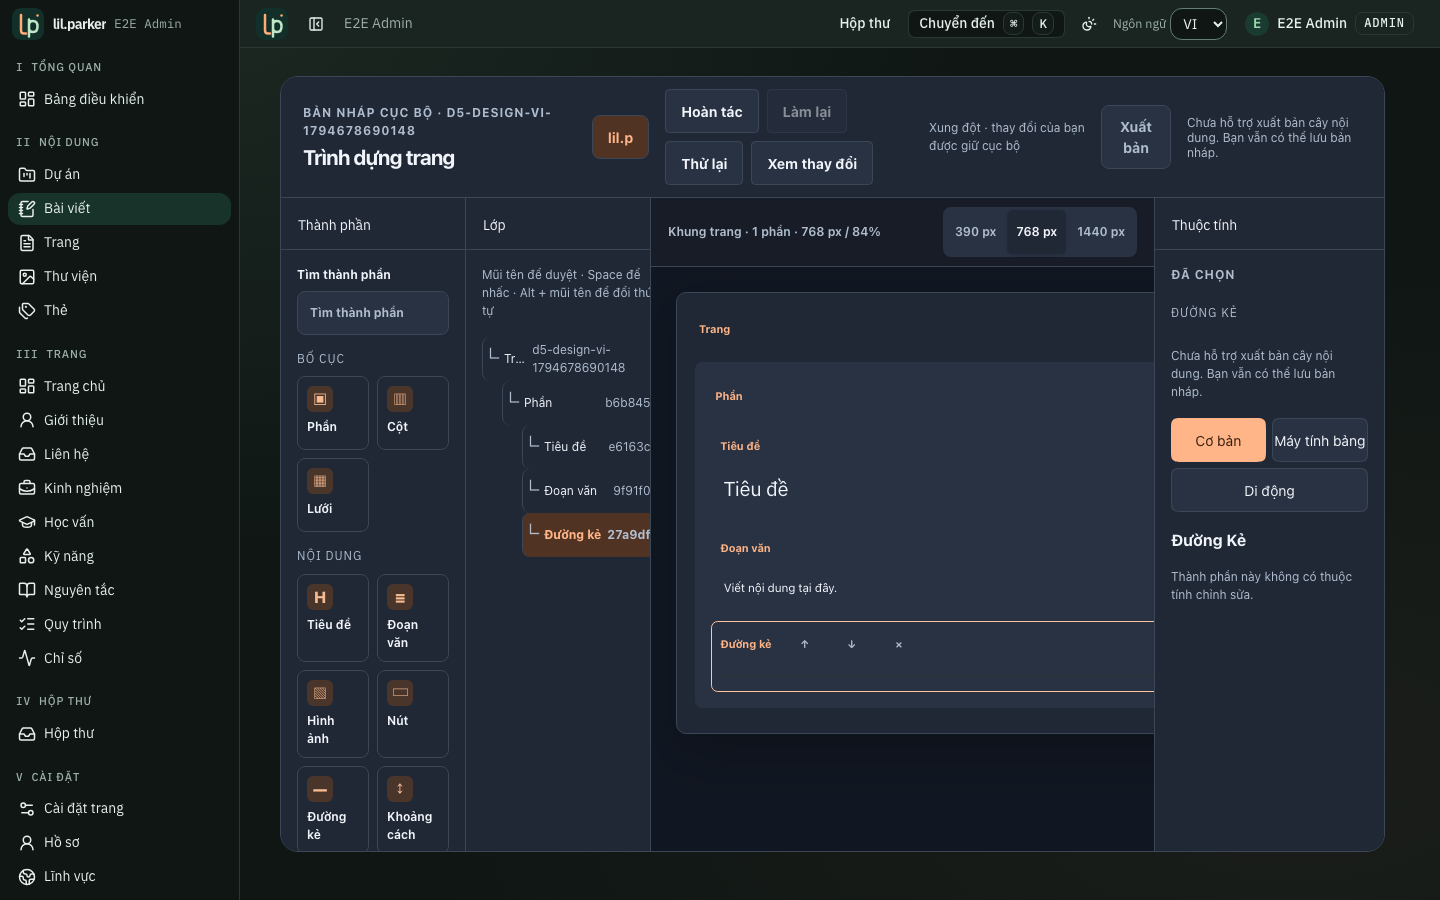 lil.parker E2E Admin
I TỔNG QUAN
Bảng điều khiển
II NỘI DUNG
Dự án
Bài viết
Trang
Thư viện
Thẻ
III TRANG
Trang chủ
Giới thiệu
Liên hệ
Kinh nghiệm
Học vấn
Kỹ năng
Nguyên tắc
Quy trình
Chỉ số
IV HỘP THƯ
Hộp thư
V CÀI ĐẶT
Cài đặt trang
Hồ sơ
Lĩnh vực
E2E Admin
Hộp thư
Chuyển đến ⌘ K
Ngôn ngữ VI
E E2E Admin ADMIN
BẢN NHÁP CỤC BỘ · D5-DESIGN-VI-
1794678690148
Trình dựng trang
lil.p
Hoàn tác
Làm lại
Thử lại
Xem thay đổi
Xung đột · thay đổi của bạn
được giữ cục bộ
Xuất
bản
Chưa hỗ trợ xuất bản cây nội
dung. Bạn vẫn có thể lưu bản
nháp.
Thành phần
Tìm thành phần
Tìm thành phần
BỐ CỤC
Phần
Cột
Lưới
NỘI DUNG
H
Tiêu đề
Đoạn
văn
Hình
ảnh
Nút
Đường
kẻ
Khoảng
cách
Lớp
Mũi tên để duyệt · Space để
nhấc · Alt + mũi tên để đổi thứ
tự
Tr... d5-design-vi-
1794678690148
Phần b6b845
Tiêu đề e6163c
Đoạn văn 9f91f0
Đường kẻ 27a9df
Khung trang · 1 phần · 768 px / 84%
390 px
768 px
1440 px
Trang
Phần
Tiêu đề
Tiêu đề
Đoạn văn
Viết nội dung tại đây.
Đường kẻ ↑ ↓ ×
Thuộc tính
ĐÃ CHỌN
ĐƯỜNG KẺ
Chưa hỗ trợ xuất bản cây nội
dung. Bạn vẫn có thể lưu bản
nháp.
Cơ bản
Máy tính bảng
Di động
Đường Kẻ
Thành phần này không có thuộc
tính chỉnh sửa.